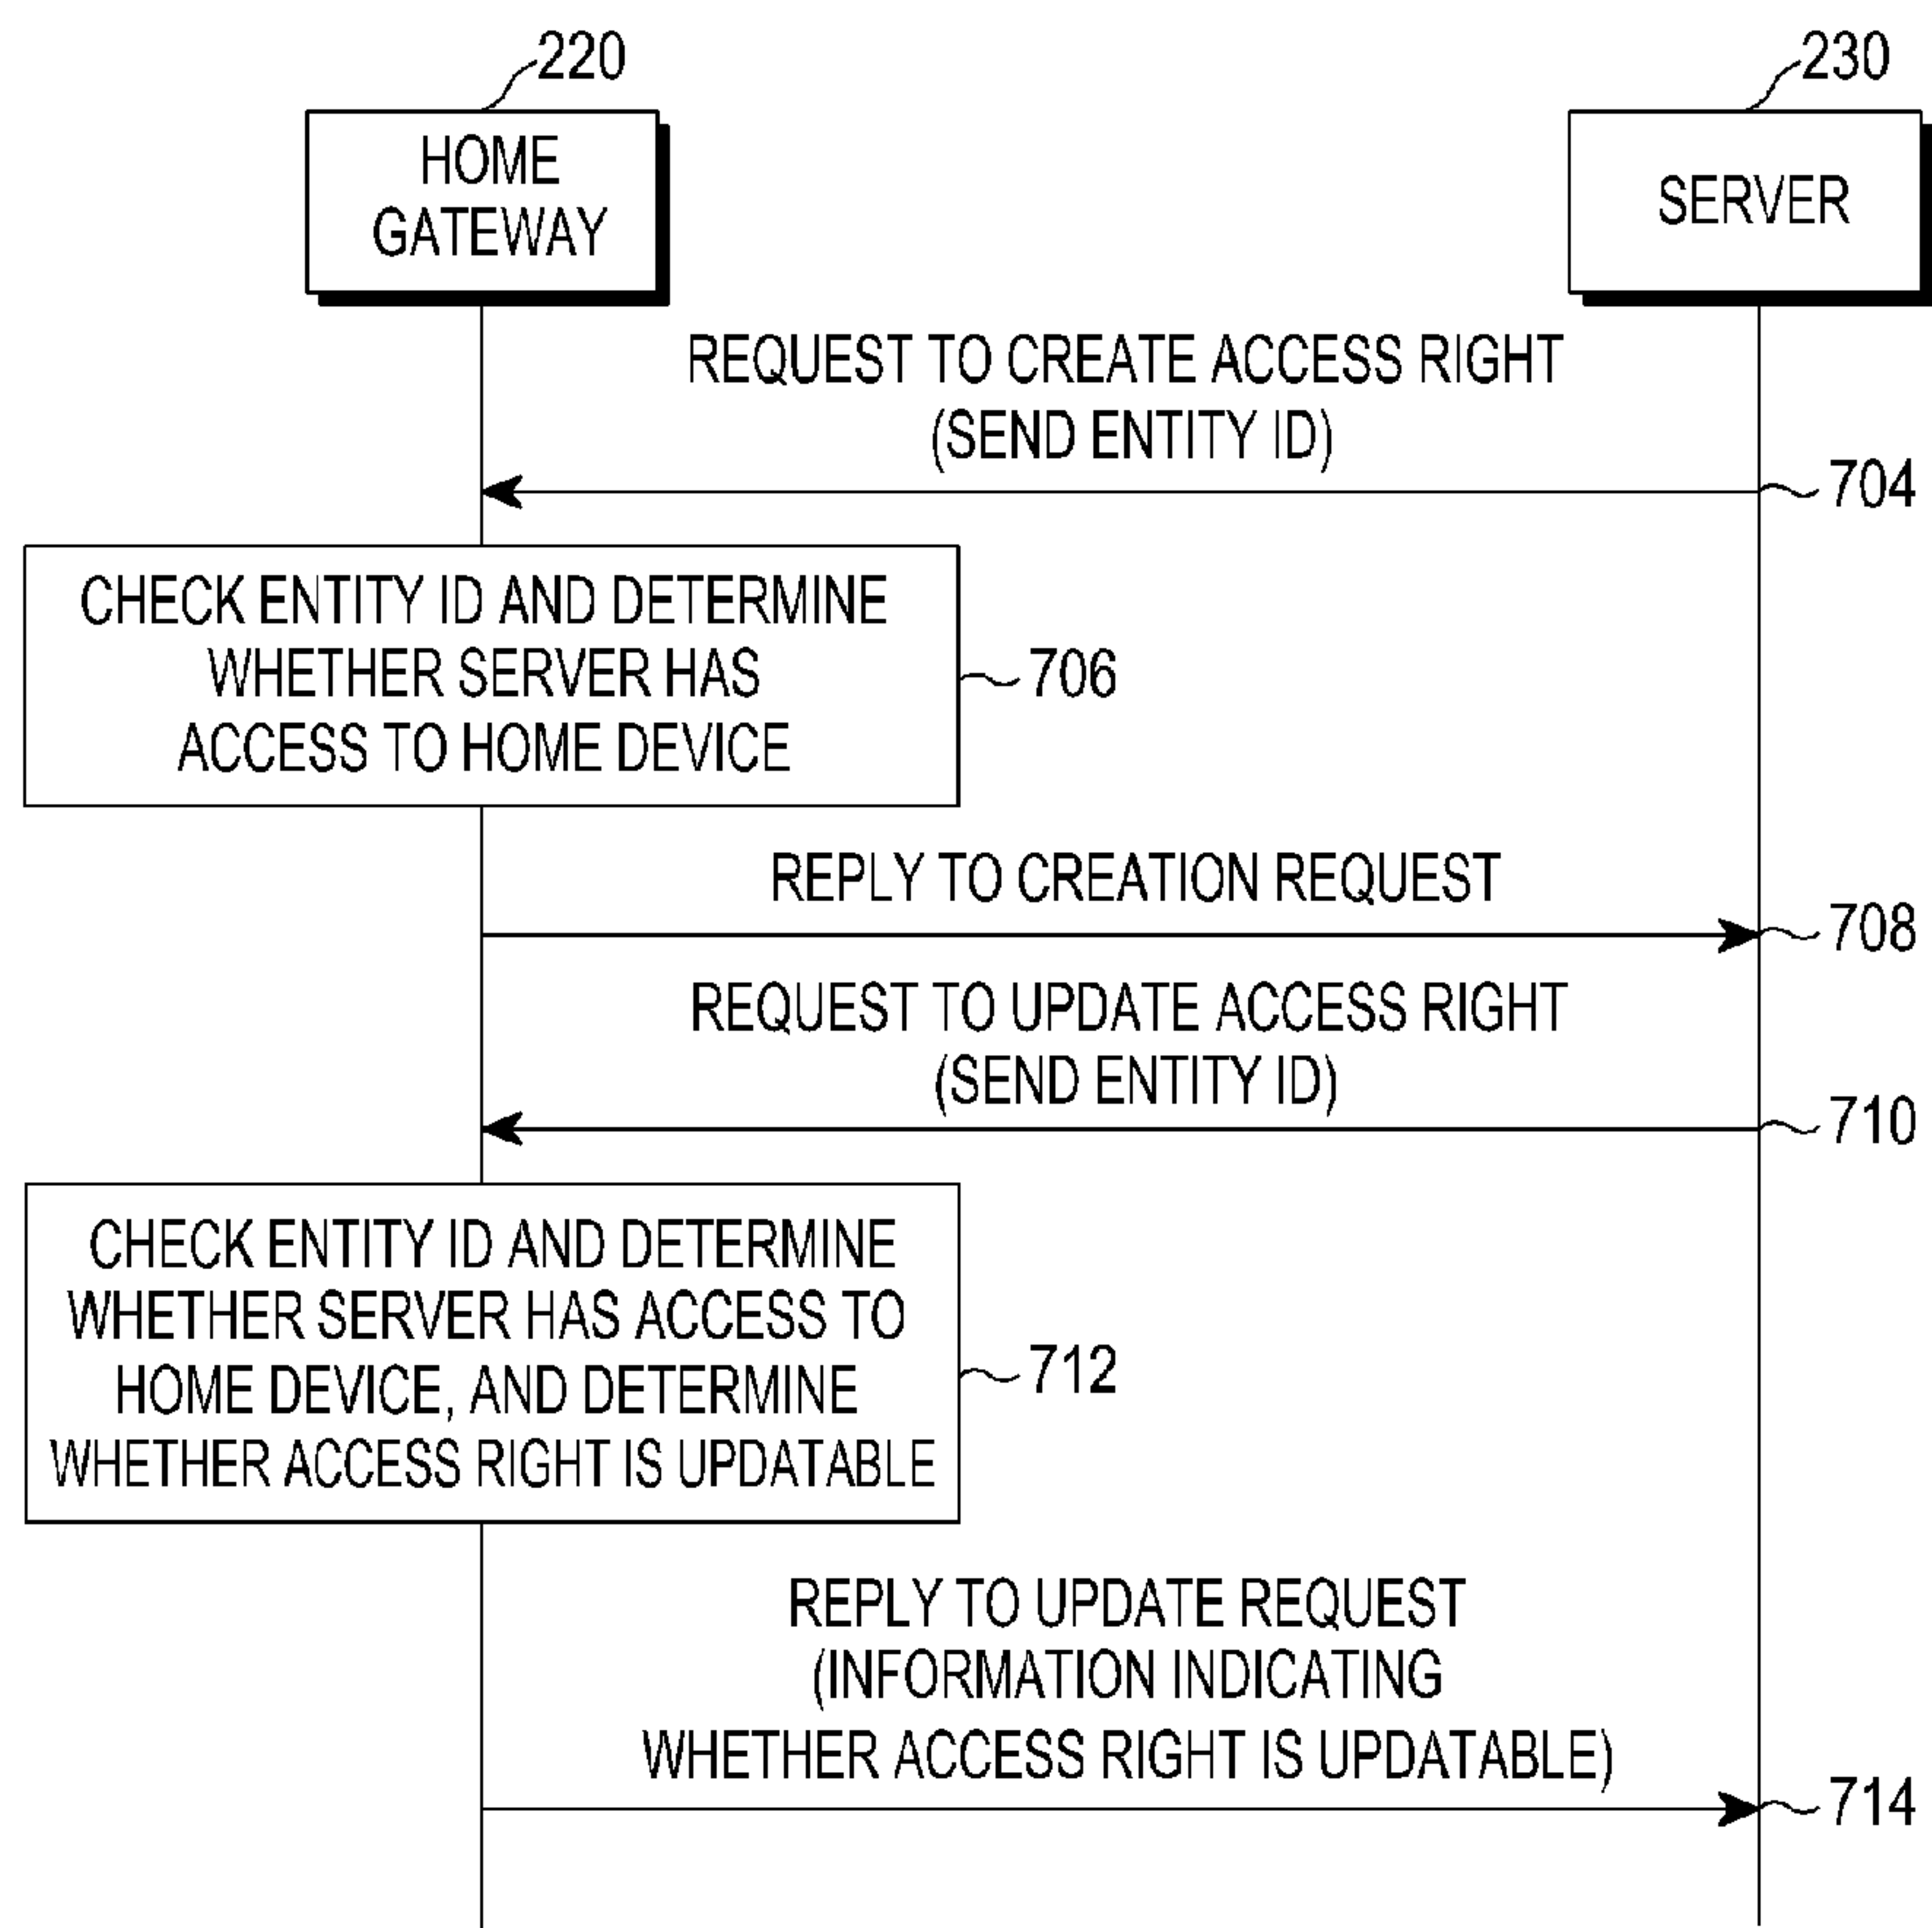 220
230
HOME
GATEWAY
SERVER
REQUEST TO CREATE ACCESS RIGHT
(SEND ENTITY ID)
704
CHECK ENTITY ID AND DETERMINE
WHETHER SERVER HAS
ACCESS TO HOME DEVICE
706
REPLY TO CREATION REQUEST
708
REQUEST TO UPDATE ACCESS RIGHT
(SEND ENTITY ID)
710
CHECK ENTITY ID AND DETERMINE
WHETHER SERVER HAS ACCESS TO
HOME DEVICE, AND DETERMINE
WHETHER ACCESS RIGHT IS UPDATABLE
712
REPLY TO UPDATE REQUEST
(INFORMATION INDICATING
WHETHER ACCESS RIGHT IS UPDATABLE)
714